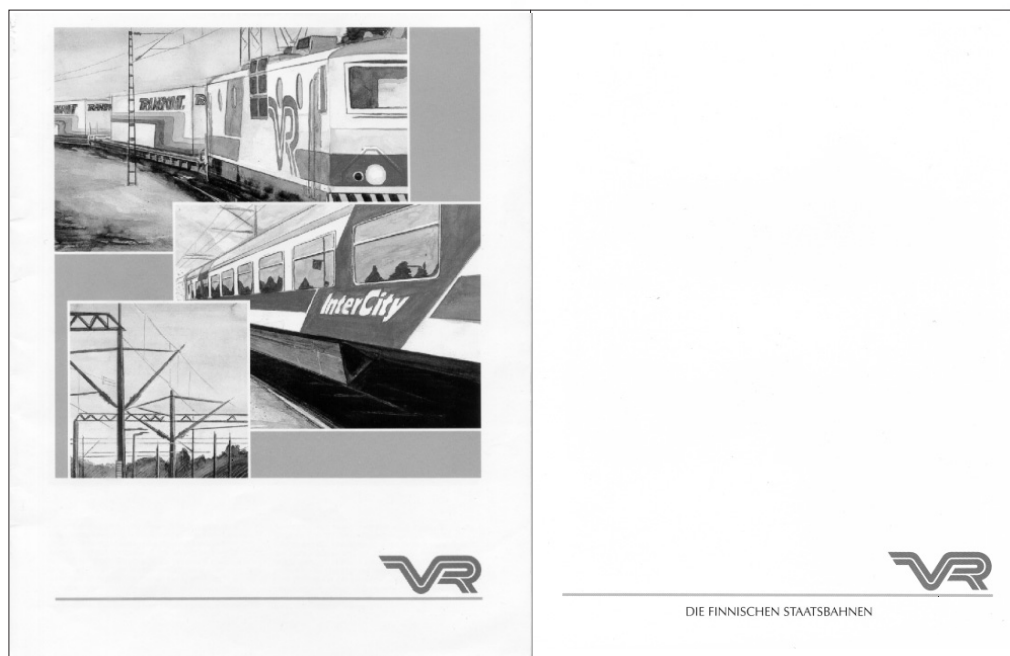 TRANSPOINT
VR
InterCity
VR
VR
DIE FINNISCHEN STAATSBAHNEN